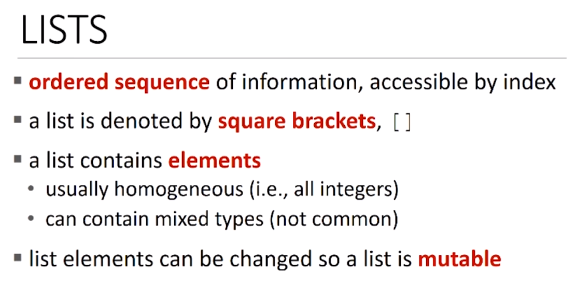 LISTS
▪ ordered sequence of information, accessible by index
▪ a list is denoted by square brackets, []
▪ a list contains elements
• usually homogeneous (i.e., all integers)
• can contain mixed types (not common)
▪ list elements can be changed so a list is mutable